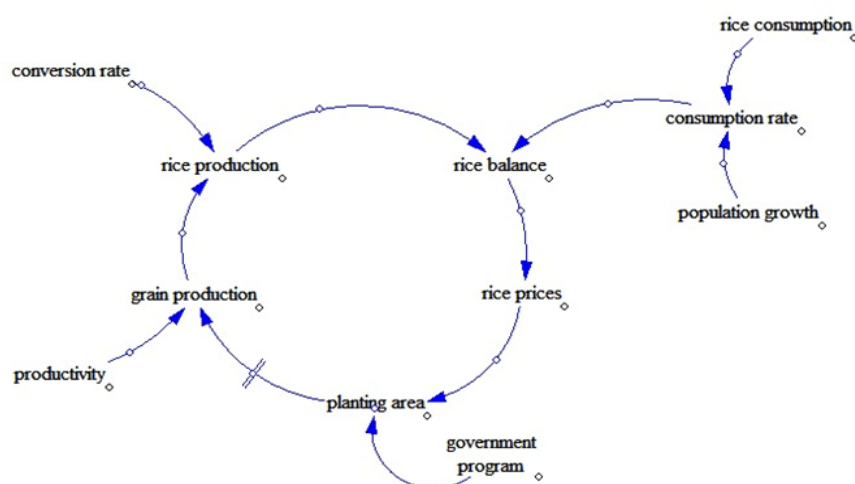 rice consumption
conversion rate
consumption rate
rice production
rice balance
population growth
grain production
rice prices
productivity
planting area
government
program